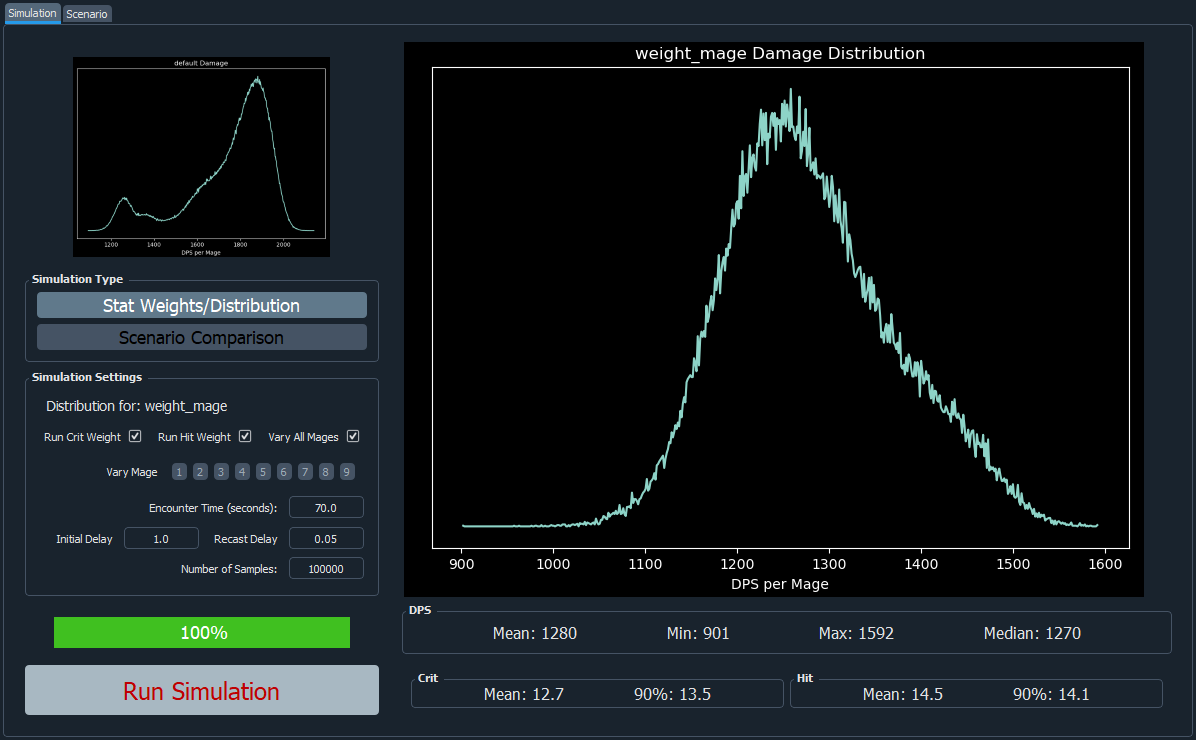 Simulation Scenario
default Damage
1200 1400 1600 1800 2000
DPS per Mage
Simulation Type
Stat Weights/Distribution
Scenario Comparison
Simulation Settings
Distribution for: weight_mage
Run Crit Weight Run Hit Weight Vary All Mages
Vary Mage 1 2 3 4 5 6 7 8 9
Encounter Time (seconds): 70.0
Initial Delay 1.0 Recast Delay 0.05
Number of Samples: 100000
100%
Run Simulation
weight_mage Damage Distribution
900 1000 1100 1200 1300 1400 1500 1600
DPS per Mage
DPS
Mean: 1280 Min: 901 Max: 1592 Median: 1270
Crit
Mean: 12.7 90%: 13.5
Hit
Mean: 14.5 90%: 14.1